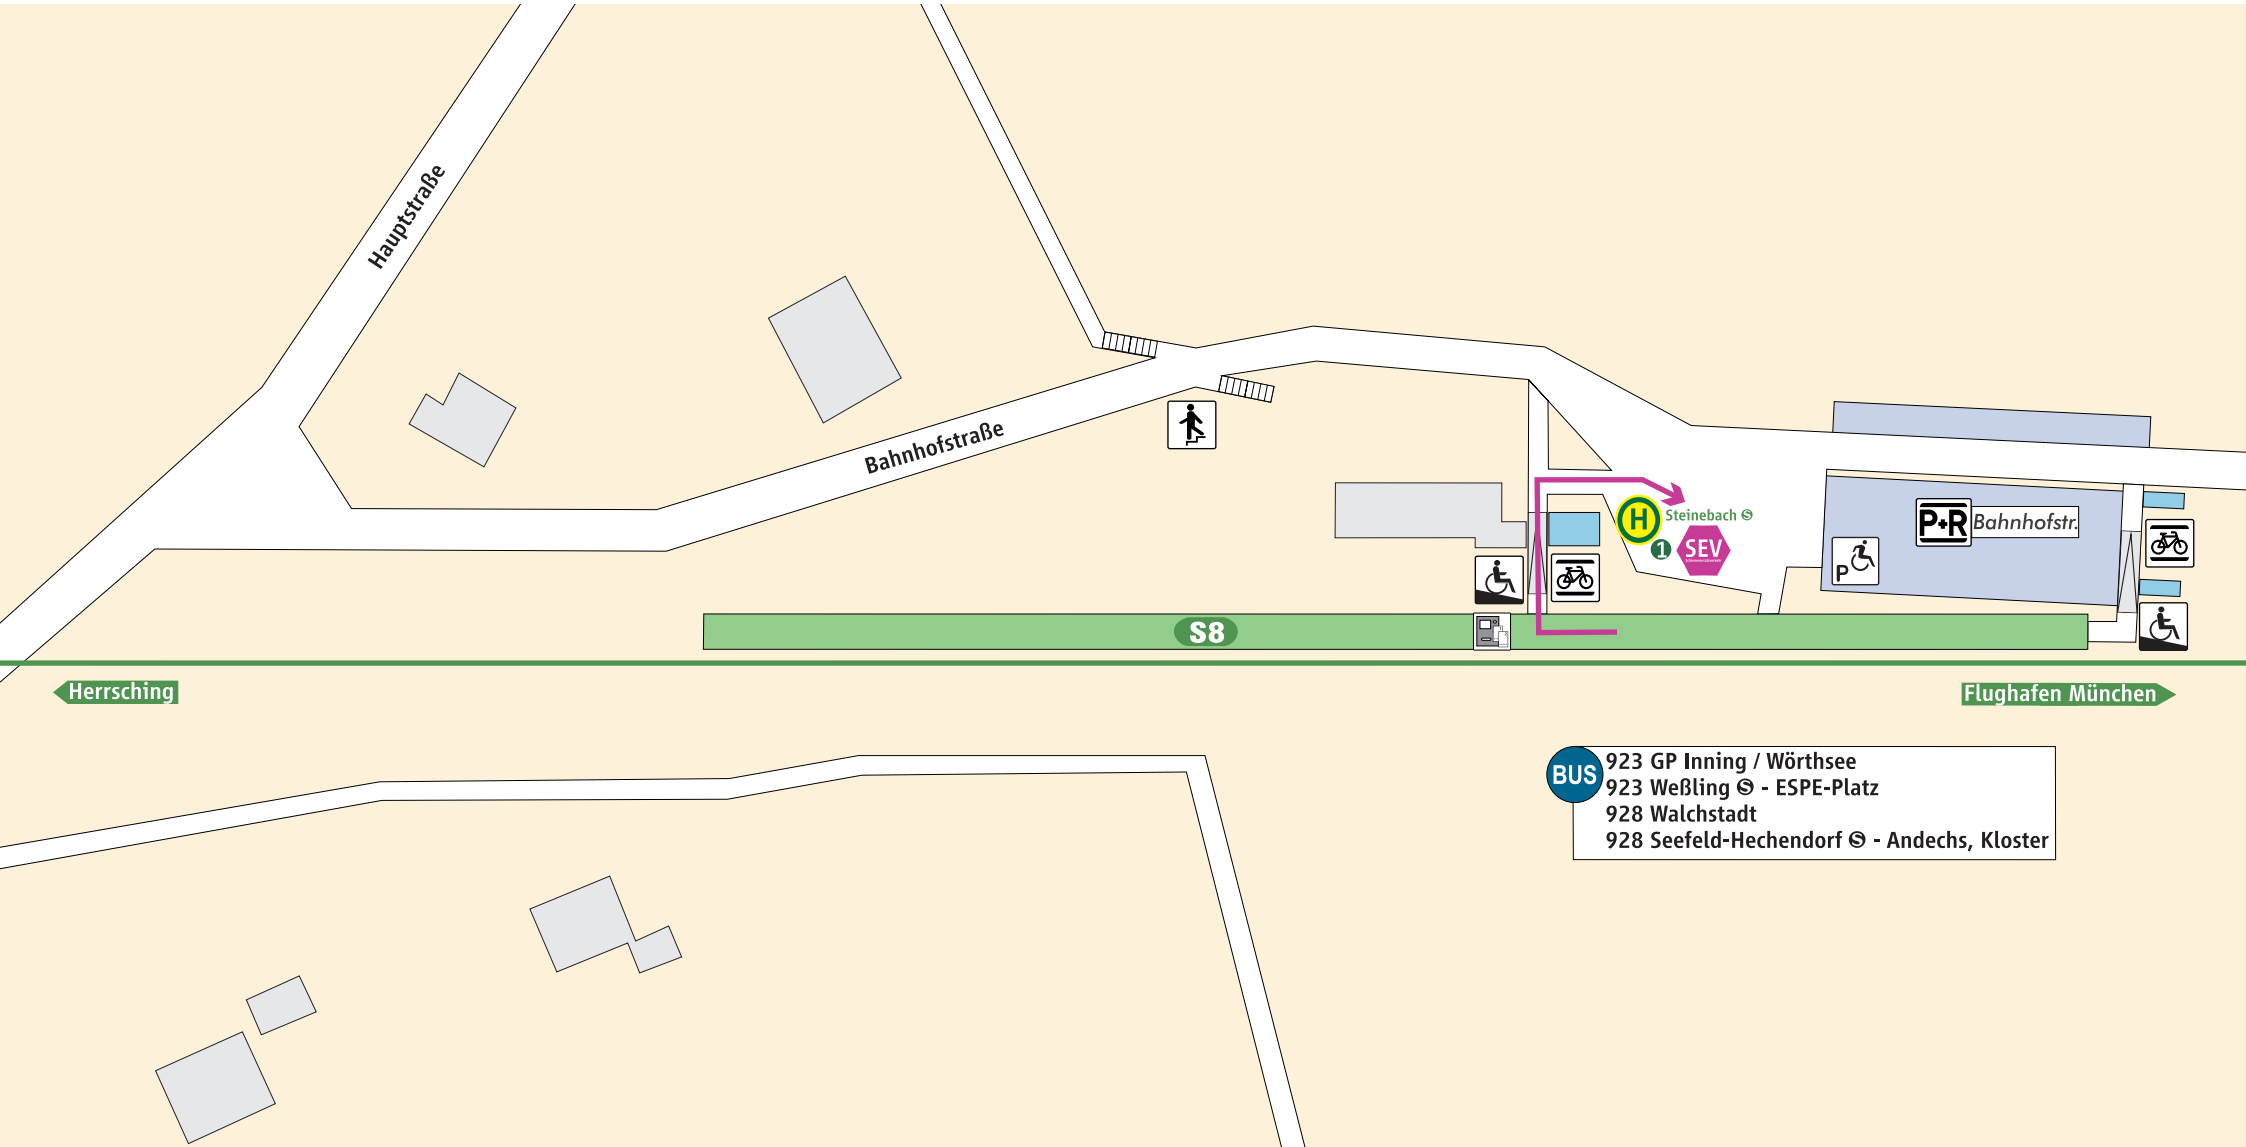 Hauptstraße
Bahnhofstraße
H
Steinebach S
1
SEV
P+R Bahnhofstr.
P
S8
Herrsching
Flughafen München
BUS
923 GP Inning / Wörthsee
923 Weßling S - ESPE-Platz
928 Walchstadt
928 Seefeld-Hechendorf S - Andechs, Kloster